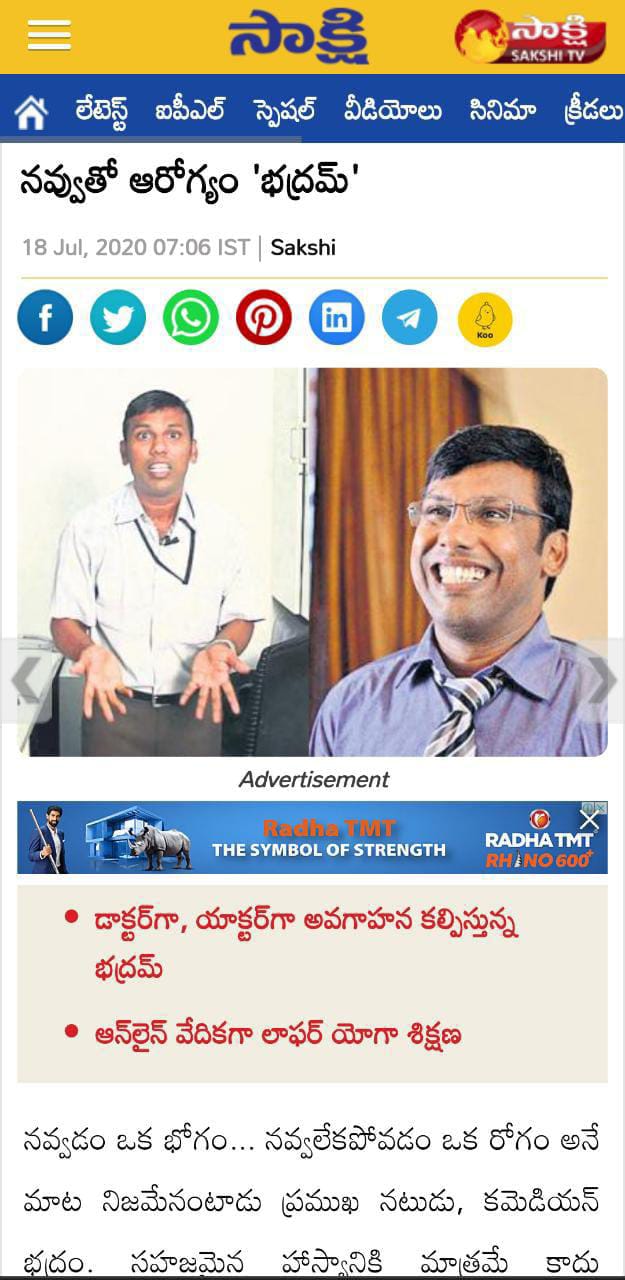 సాక్షి
సాక్షి
SAKSHI TV
లేటెస్ట్ ఐపీఎల్ స్పెషల్ వీడియోలు సినిమా క్రీడలు
నవ్వుతో ఆరోగ్యం 'భద్రమ్'
18 Jul, 2020 07:06 IST | Sakshi
Koo
Advertisement
Radha TMT
THE SYMBOL OF STRENGTH
RADHA TMT
RHINO 600+
డాక్టర్‌గా, యాక్టర్‌గా అవగాహన కల్పిస్తున్న
భద్రమ్
ఆన్‌లైన్ వేదికగా లాఫర్ యోగా శిక్షణ
నవ్వడం ఒక భోగం... నవ్వలేకపోవడం ఒక రోగం అనే
మాట నిజమేనంటాడు ప్రముఖ నటుడు, కమెడియన్
భద్రం. సహజమైన హాస్యానికి మాత్రమే కాదు